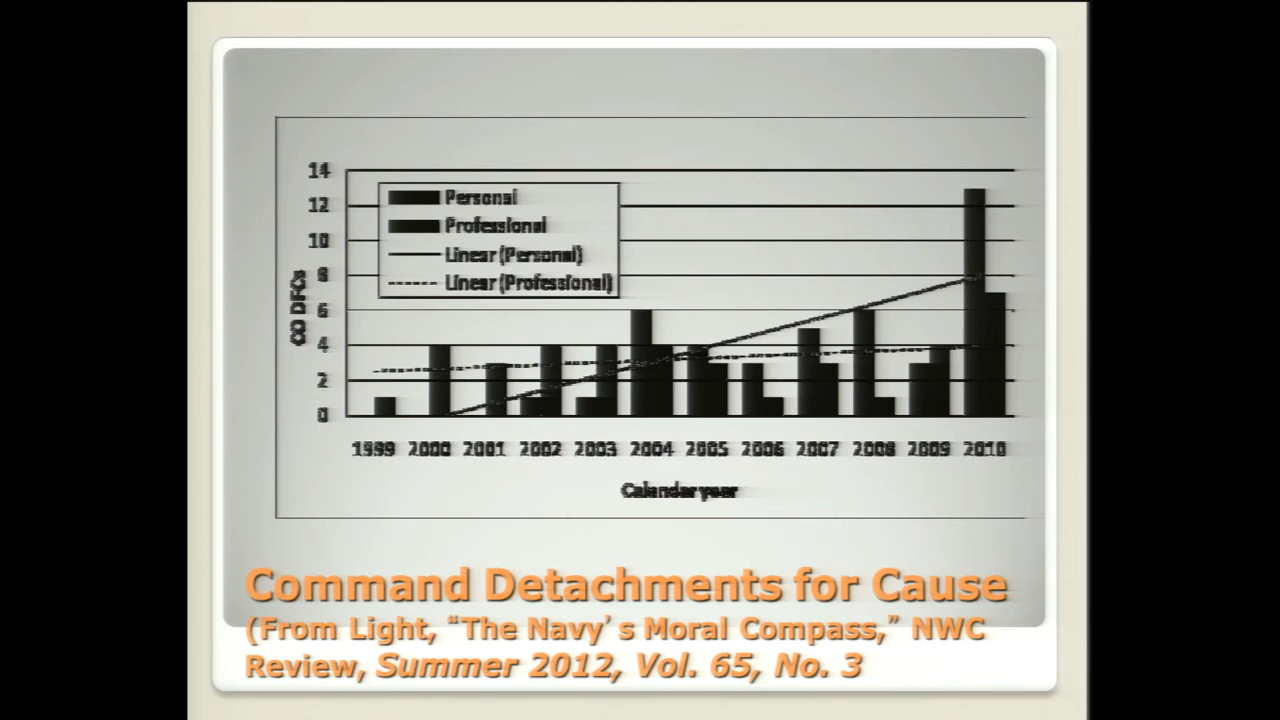 14
12
10
8
6
4
2
0
CO DFCs
Personal
Professional
Linear (Personal)
Linear (Professional)
1999 2000 2001 2002 2003 2004 2005 2006 2007 2008 2009 2010
Calendar year
Command Detachments for Cause
(From Light, “The Navy’s Moral Compass,” NWC
Review, Summer 2012, Vol. 65, No. 3